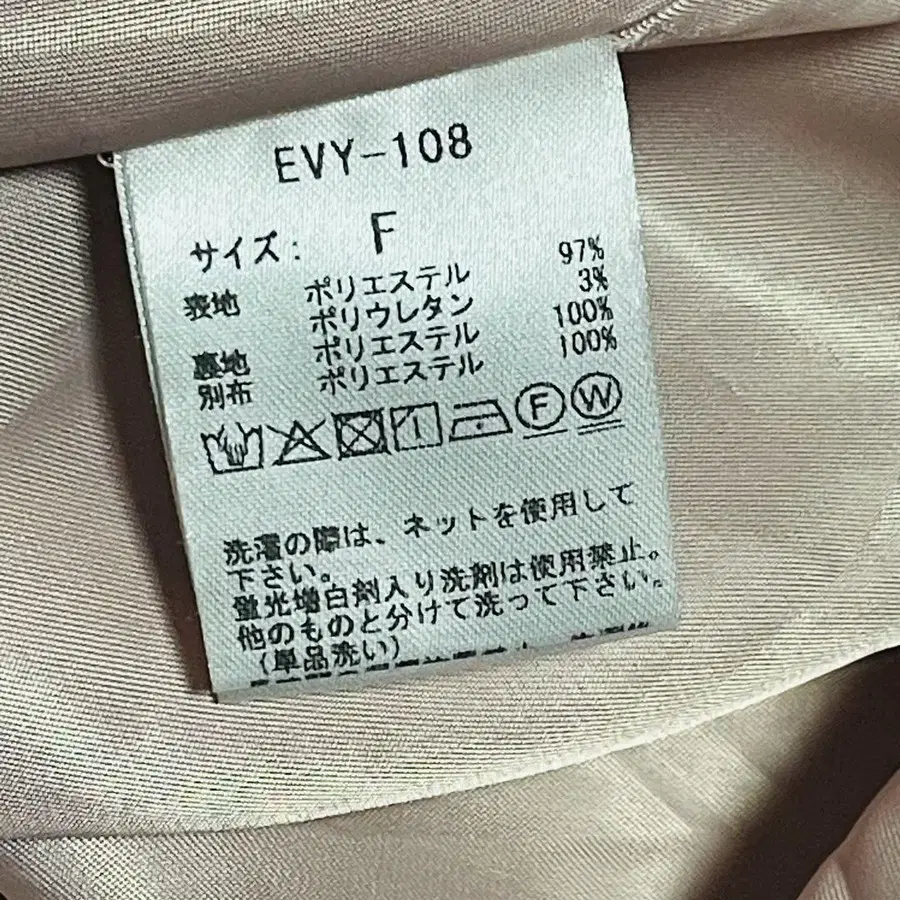 EVY-108
サイズ: F
表地 ポリエステル 97%
ポリウレタン 3%
裏地 ポリエステル 100%
別布 ポリエステル 100%
F W
洗濯の際は、ネットを使用して
下さい。
蛍光増白剤入り洗剤は使用禁止。
他のものと分けて洗って下さい。
(単品洗い)